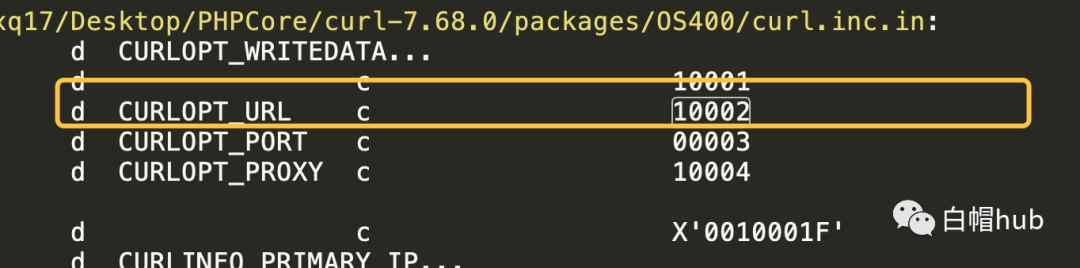 xq17/Desktop/PHPCore/curl-7.68.0/packages/OS400/curl.inc.in:
d CURLOPT_WRITEDATA...
d c 10001
d CURLOPT_URL c 10002
d CURLOPT_PORT c 00003
d CURLOPT_PROXY c 10004
d c X'0010001F'
d CURLINFO_PRIMARY_IP...
白帽hub